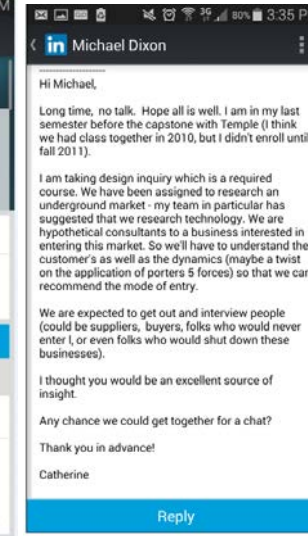 M
3G 80% 3:35 P
in Michael Dixon
Hi Michael,
Long time, no talk. Hope all is well. I am in my last
semester before the capstone with Temple (I think
we had class together in 2010, but I didn't enroll until
fall 2011).
I am taking design inquiry which is a required
course. We have been assigned to research an
underground market - my team in particular has
suggested that we research technology. We are
hypothetical consultants to a business interested in
entering this market. So we'll have to understand the
customer's as well as the dynamics (maybe a twist
on the application of porters 5 forces) so that we can
recommend the mode of entry.
We are expected to get out and interview people
(could be suppliers, buyers, folks who would never
enter I, or even folks who would shut down these
businesses).
I thought you would be an excellent source of
insight.
Any chance we could get together for a chat?
Thank you in advance!
Catherine
Reply